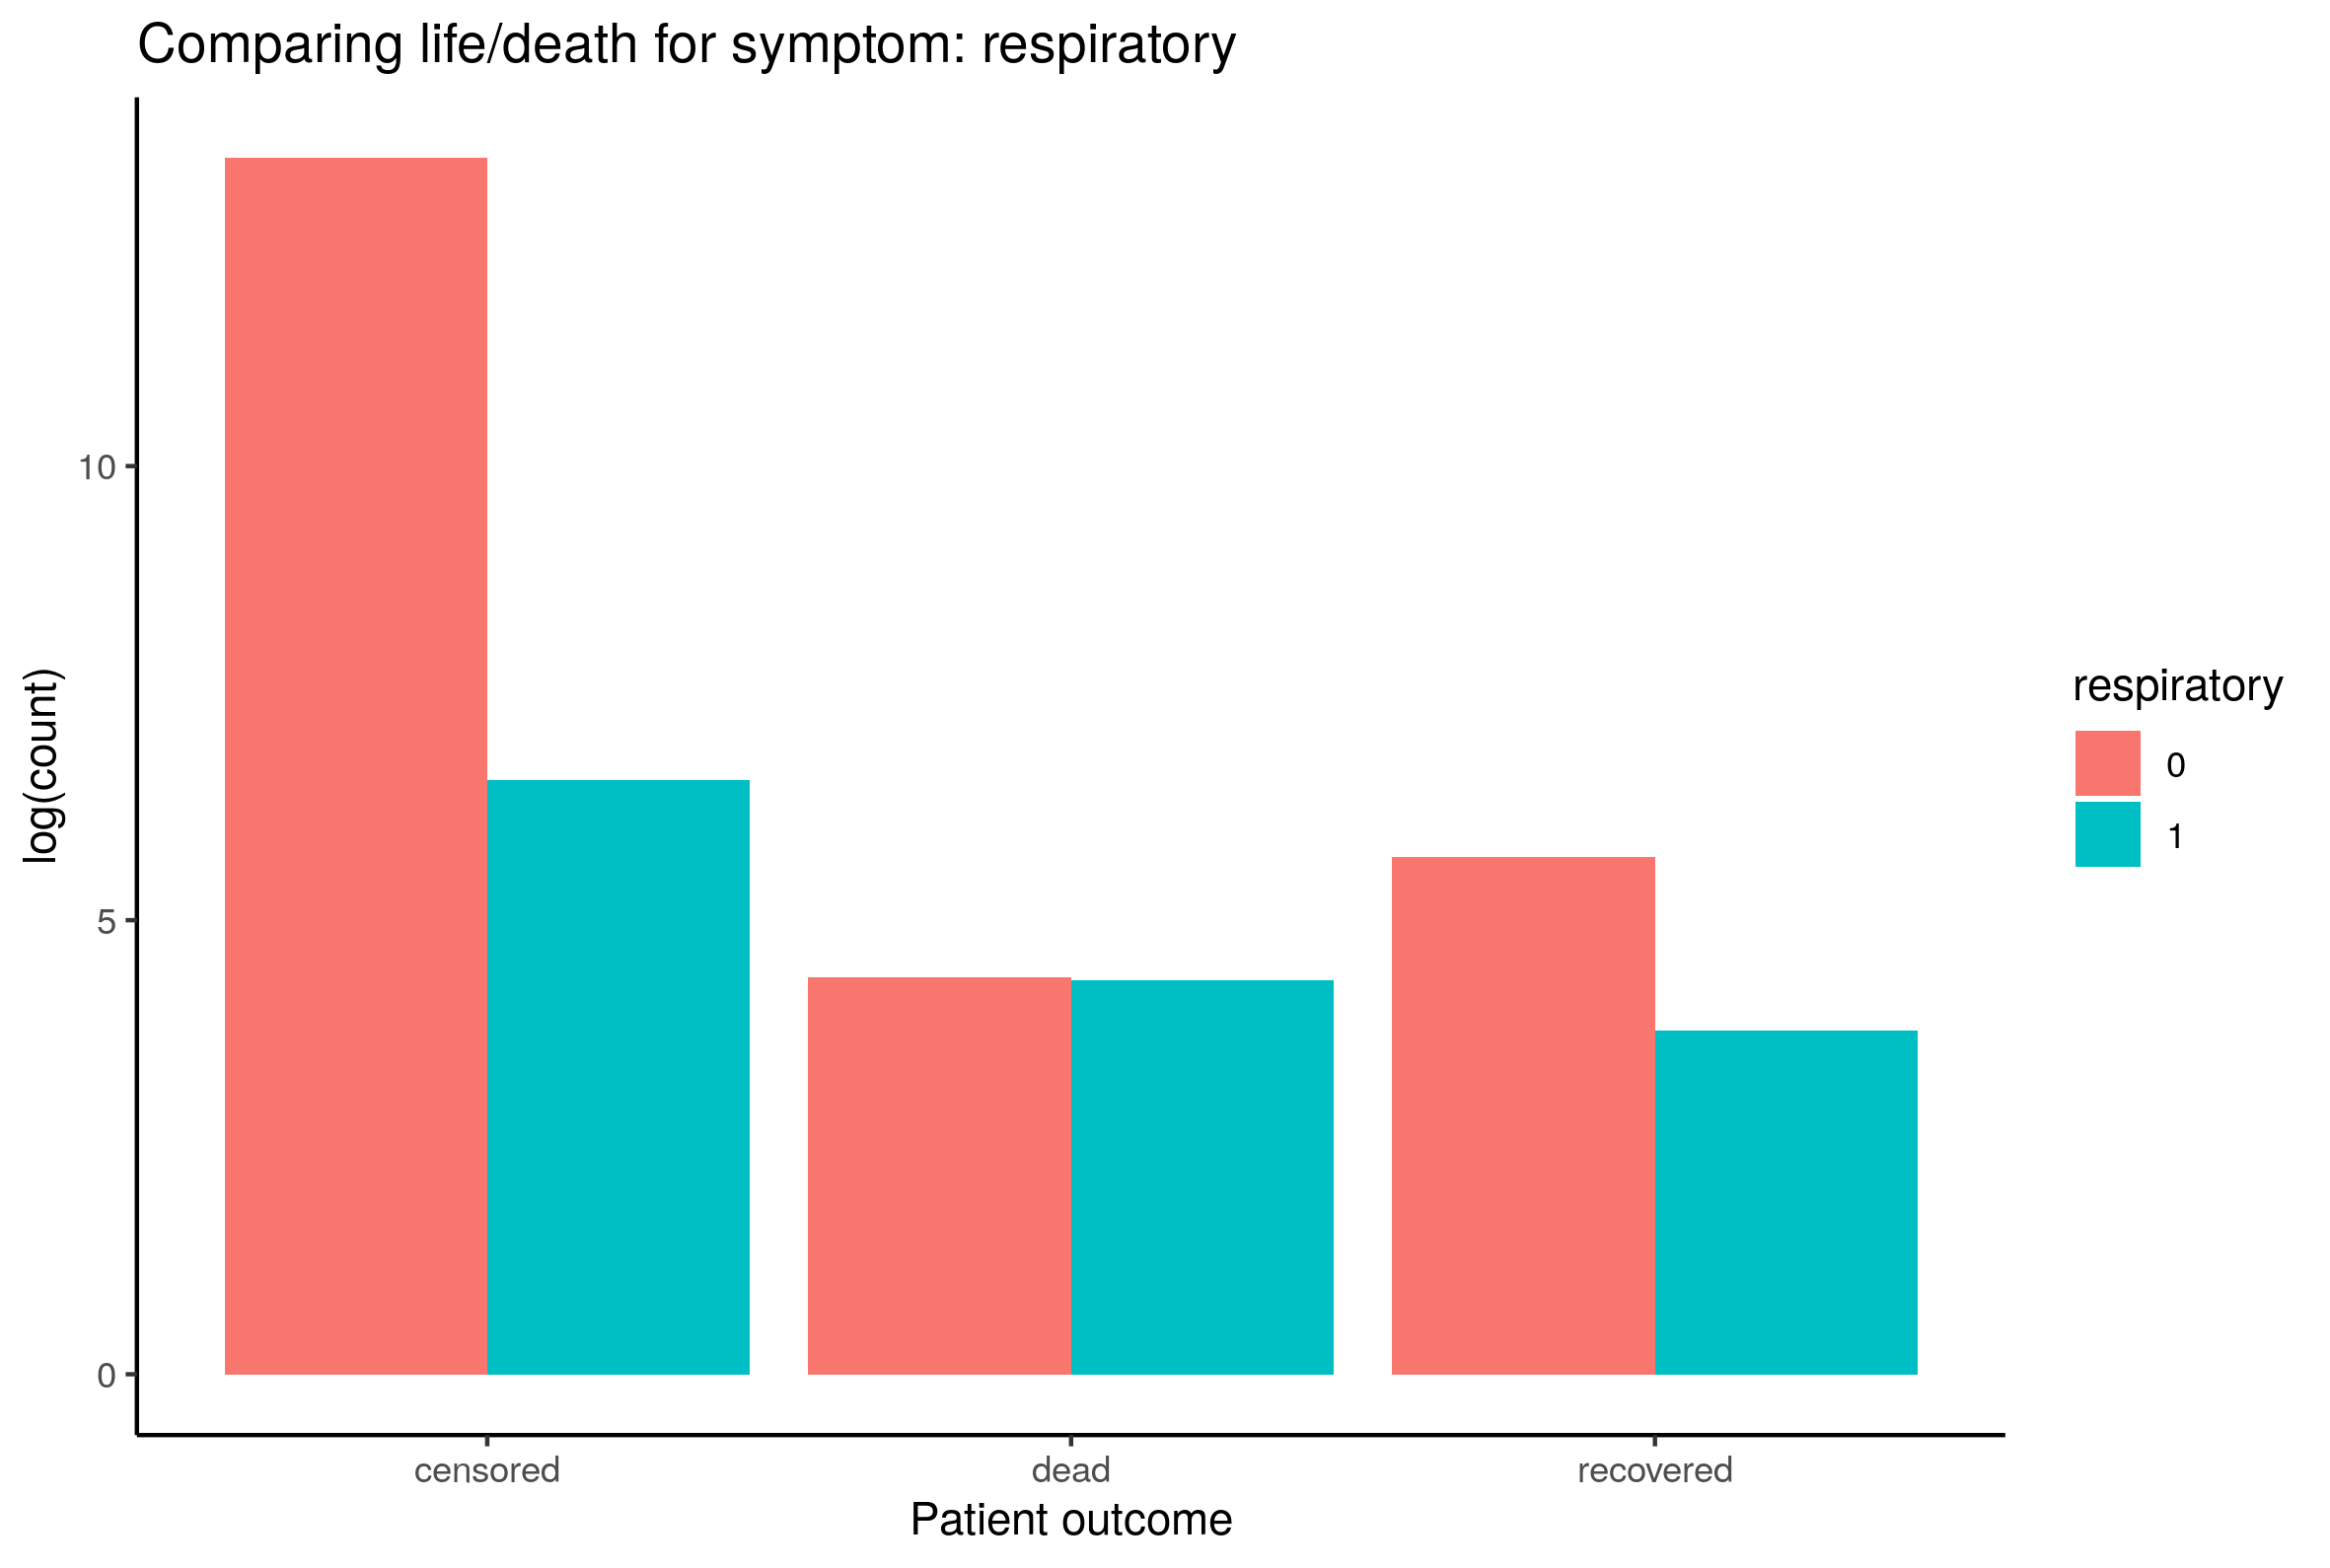 Comparing life/death for symptom: respiratory
log(count)
10
5
0
censored
dead
recovered
Patient outcome
respiratory
0
1